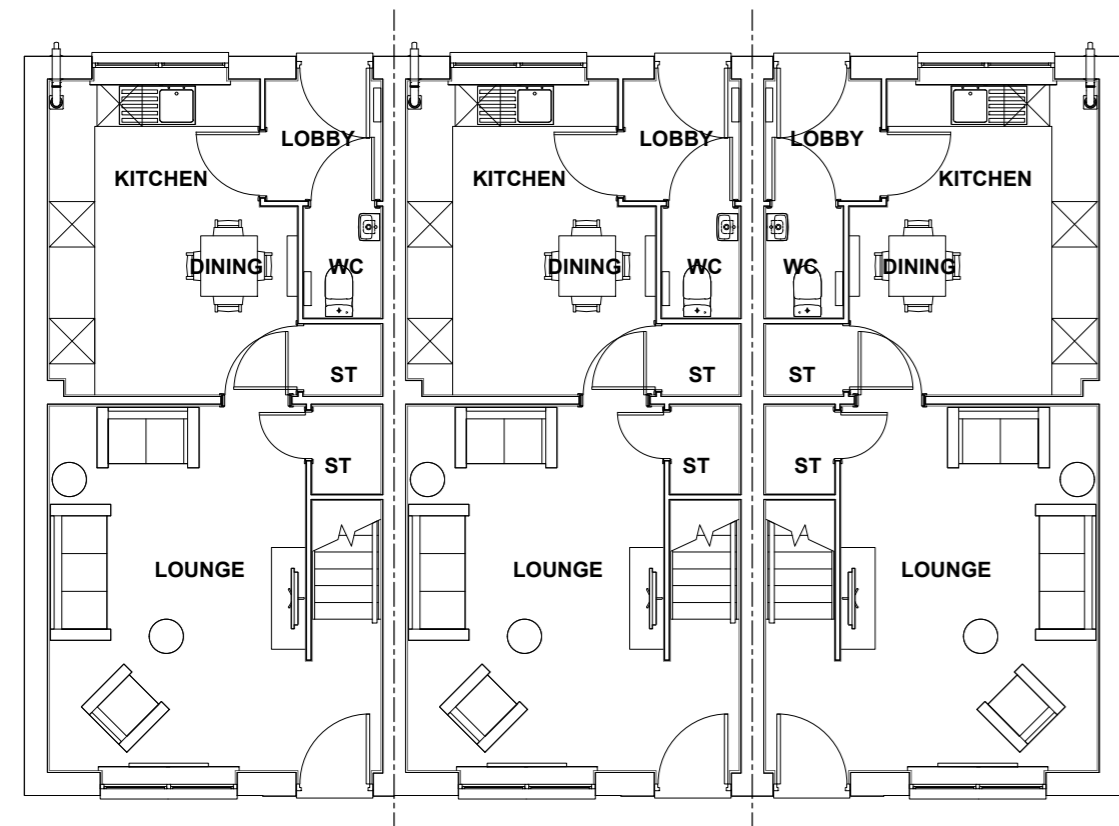 LOBBY LOBBY LOBBY
KITCHEN KITCHEN KITCHEN
DINING WC DINING WC WC DINING
ST ST ST
ST ST ST
LOUNGE LOUNGE LOUNGE